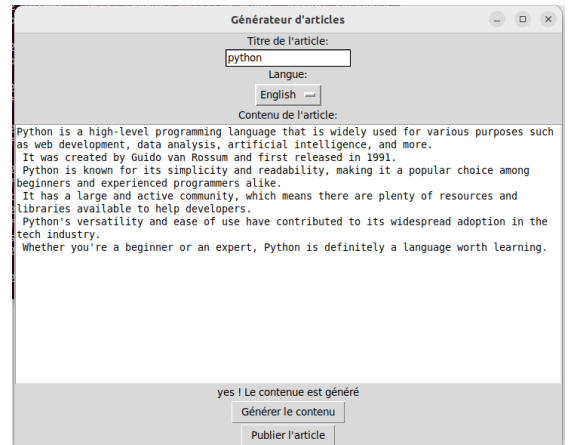 Générateur d'articles
Titre de l'article:
python
Langue:
English
Contenu de l'article:
Python is a high-level programming language that is widely used for various purposes such
as web development, data analysis, artificial intelligence, and more.
It was created by Guido van Rossum and first released in 1991.
Python is known for its simplicity and readability, making it a popular choice among
beginners and experienced programmers alike.
It has a large and active community, which means there are plenty of resources and
libraries available to help developers.
Python's versatility and ease of use have contributed to its widespread adoption in the
tech industry.
Whether you're a beginner or an expert, Python is definitely a language worth learning.
yes ! Le contenue est généré
Générer le contenu
Publier l'article